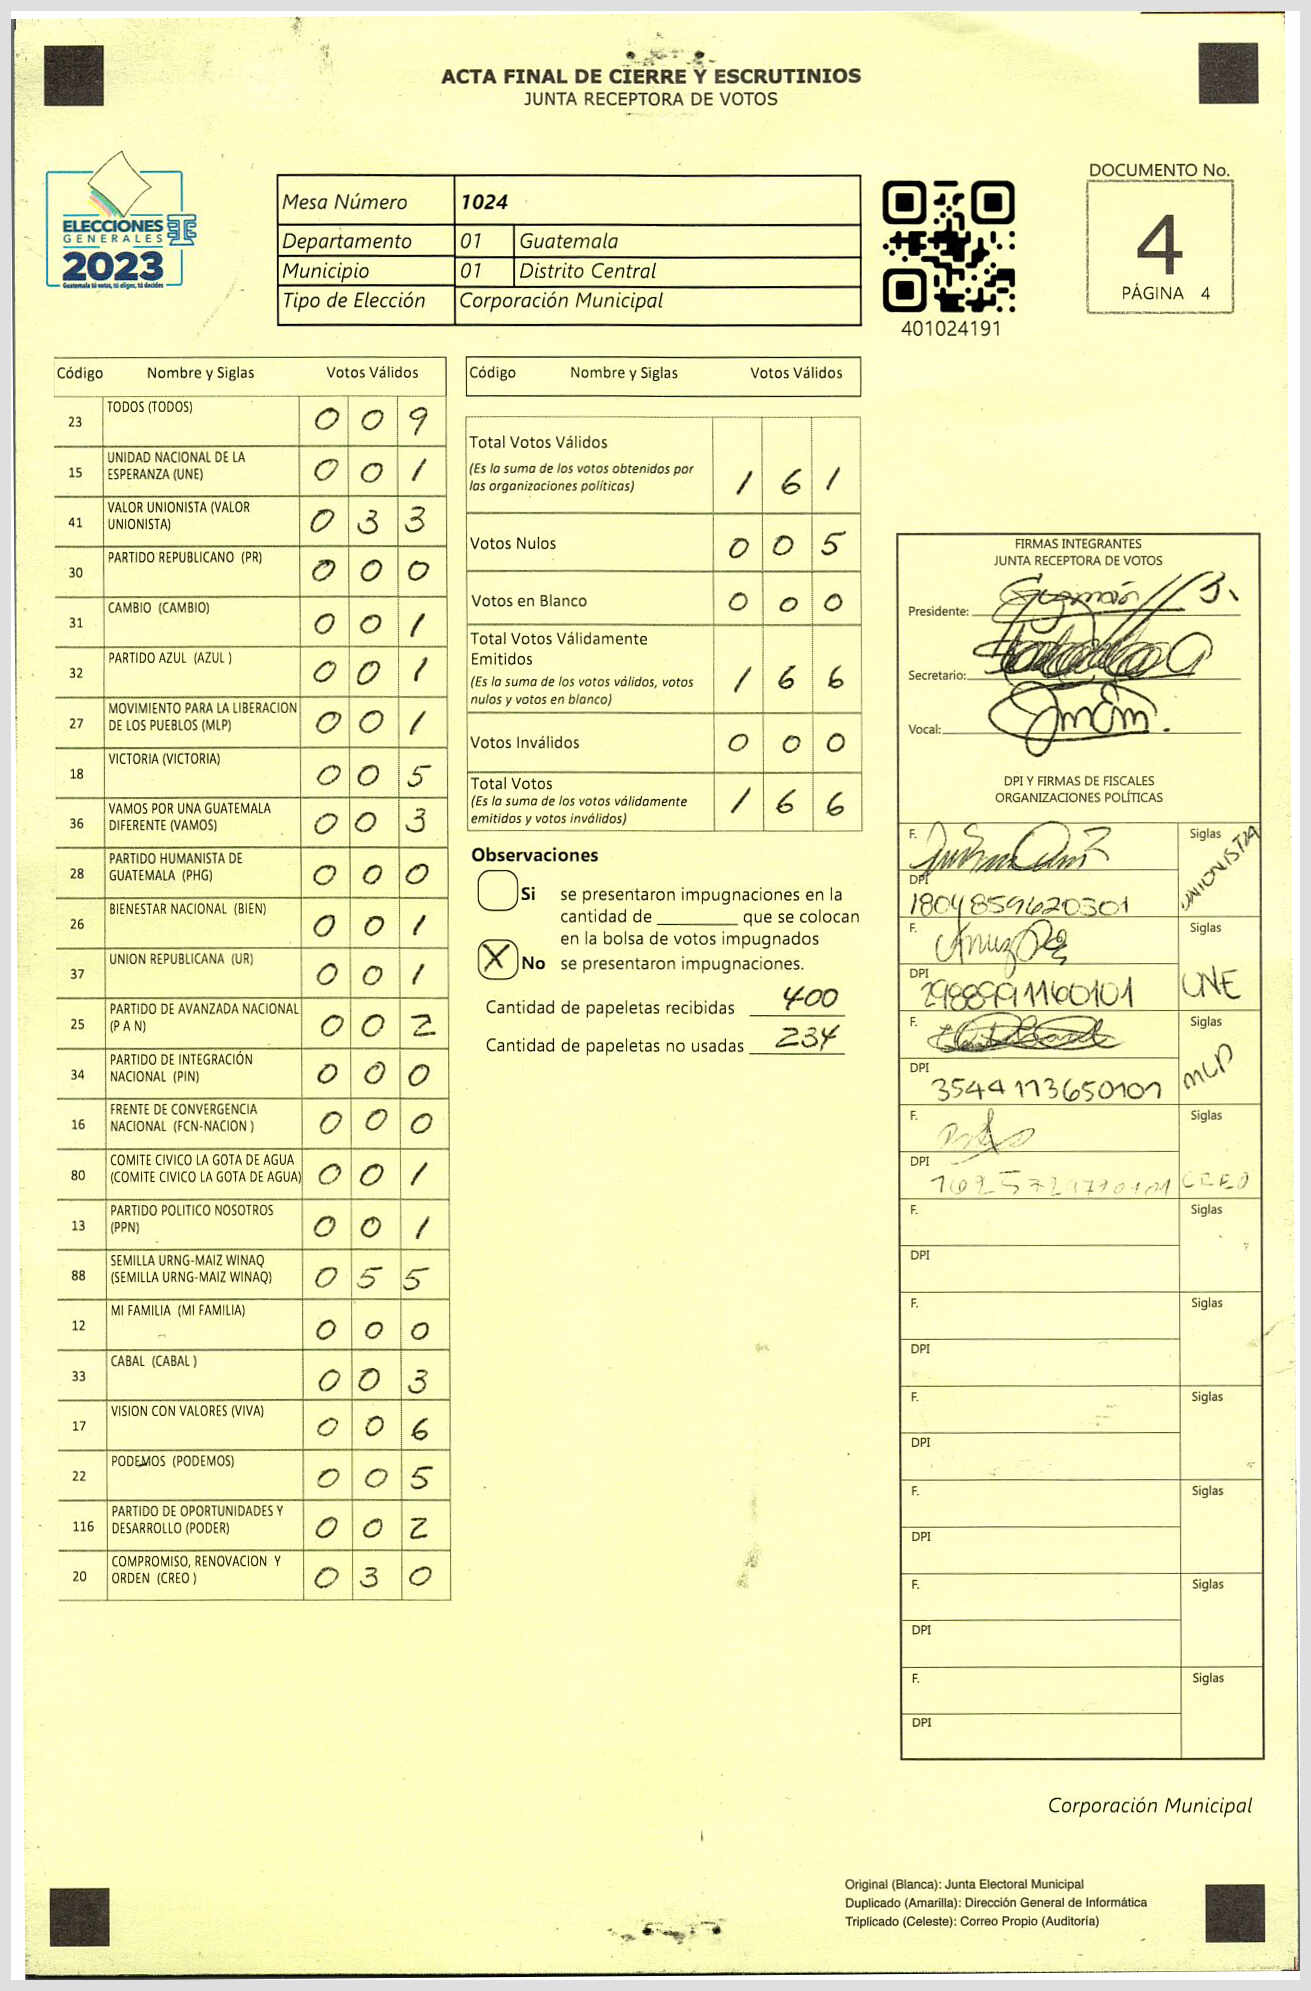 ACTA FINAL DE CIERRE Y ESCRUTINIOS
JUNTA RECEPTORA DE VOTOS
ELECCIONES
GENERALES
2023
Guatemala tú votas, tú eliges, tú decides
Mesa Número 1024
Departamento 01 Guatemala
Municipio 01 Distrito Central
Tipo de Elección Corporación Municipal
401024191
DOCUMENTO No.
4
PÁGINA 4
Código Nombre y Siglas Votos Válidos
23 TODOS (TODOS) 0 0 9
15 UNIDAD NACIONAL DE LA
ESPERANZA (UNE) 0 0 1
41 VALOR UNIONISTA (VALOR
UNIONISTA) 0 3 3
30 PARTIDO REPUBLICANO (PR) 0 0 0
31 CAMBIO (CAMBIO) 0 0 1
32 PARTIDO AZUL (AZUL ) 0 0 1
27 MOVIMIENTO PARA LA LIBERACION
DE LOS PUEBLOS (MLP) 0 0 1
18 VICTORIA (VICTORIA) 0 0 5
36 VAMOS POR UNA GUATEMALA
DIFERENTE (VAMOS) 0 0 3
28 PARTIDO HUMANISTA DE
GUATEMALA (PHG) 0 0 0
26 BIENESTAR NACIONAL (BIEN) 0 0 1
37 UNION REPUBLICANA (UR) 0 0 1
25 PARTIDO DE AVANZADA NACIONAL
(P A N) 0 0 2
34 PARTIDO DE INTEGRACIÓN
NACIONAL (PIN) 0 0 0
16 FRENTE DE CONVERGENCIA
NACIONAL (FCN-NACION ) 0 0 0
80 COMITE CIVICO LA GOTA DE AGUA
(COMITE CIVICO LA GOTA DE AGUA) 0 0 1
13 PARTIDO POLITICO NOSOTROS
(PPN) 0 0 1
88 SEMILLA URNG-MAIZ WINAQ
(SEMILLA URNG-MAIZ WINAQ) 0 5 5
12 MI FAMILIA (MI FAMILIA) 0 0 0
33 CABAL (CABAL ) 0 0 3
17 VISION CON VALORES (VIVA) 0 0 6
22 PODEMOS (PODEMOS) 0 0 5
116 PARTIDO DE OPORTUNIDADES Y
DESARROLLO (PODER) 0 0 2
20 COMPROMISO, RENOVACION Y
ORDEN (CREO ) 0 3 0
Código Nombre y Siglas Votos Válidos
Total Votos Válidos
(Es la suma de los votos obtenidos por
las organizaciones políticas) 1 6 1
Votos Nulos 0 0 5
Votos en Blanco 0 0 0
Total Votos Válidamente
Emitidos
(Es la suma de los votos válidos, votos
nulos y votos en blanco) 1 6 6
Votos Inválidos 0 0 0
Total Votos
(Es la suma de los votos válidamente
emitidos y votos inválidos) 1 6 6
Observaciones
Si se presentaron impugnaciones en la
cantidad de ________ que se colocan
en la bolsa de votos impugnados
X No se presentaron impugnaciones.
Cantidad de papeletas recibidas 400
Cantidad de papeletas no usadas 234
FIRMAS INTEGRANTES
JUNTA RECEPTORA DE VOTOS
Presidente:
Secretario:
Vocal:
DPI Y FIRMAS DE FISCALES
ORGANIZACIONES POLÍTICAS
F. Siglas UNIONISTA
DPI 1804859620301
F. Siglas UNE
DPI 2988991160101
F. Siglas MLP
DPI 3544173650101
F. Siglas CREO
DPI
F. Siglas
DPI
F. Siglas
DPI
F. Siglas
DPI
F. Siglas
DPI
F. Siglas
DPI
F. Siglas
DPI
Corporación Municipal
Original (Blanca): Junta Electoral Municipal
Duplicado (Amarilla): Dirección General de Informática
Triplicado (Celeste): Correo Propio (Auditoría)